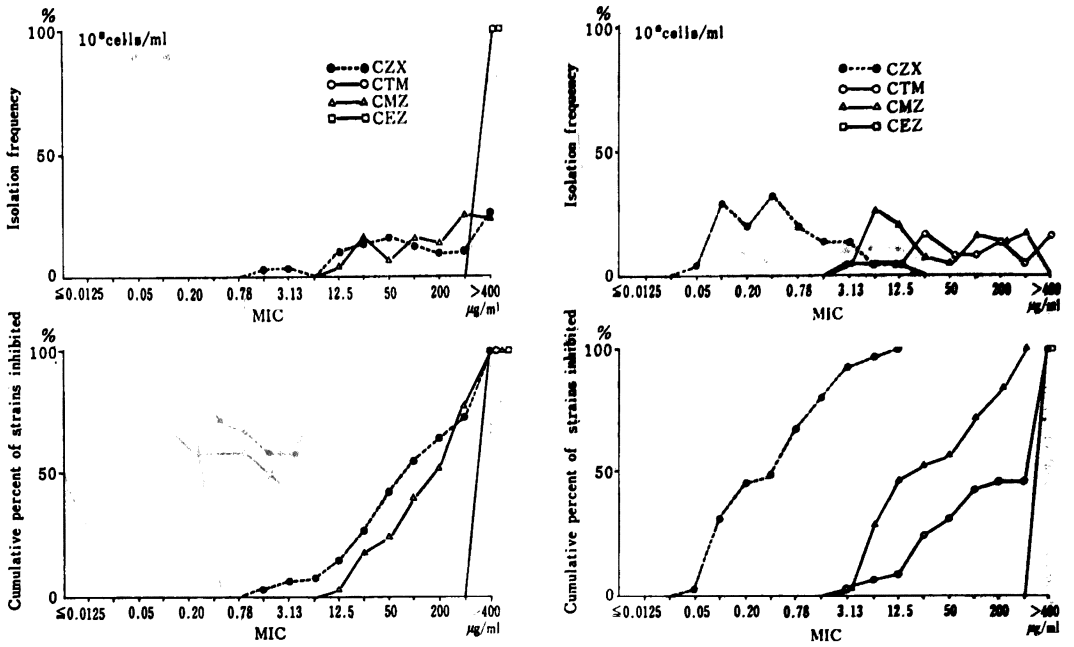 %
100
50
0
Isolation frequency
10⁸cells/ml
CZX
CTM
CMZ
CEZ
≦0.0125 0.05 0.20 0.78 3.13 12.5 50 200 >400
MIC
μg/ml
%
100
50
0
Isolation frequency
cells/ml
CZX
CTM
CMZ
CEZ
≦0.0125 0.05 0.20 0.78 3.13 12.5 50 200 >400
MIC
μg/ml
%
100
50
0
Cumulative percent of strains inhibited
≦0.0125 0.05 0.20 0.78 3.13 12.5 50 200 400
MIC
μg/ml
%
100
50
0
Cumulative percent of strains inhibited
≦0.0125 0.05 0.20 0.78 3.13 12.5 50 200 >400
MIC
μg/ml